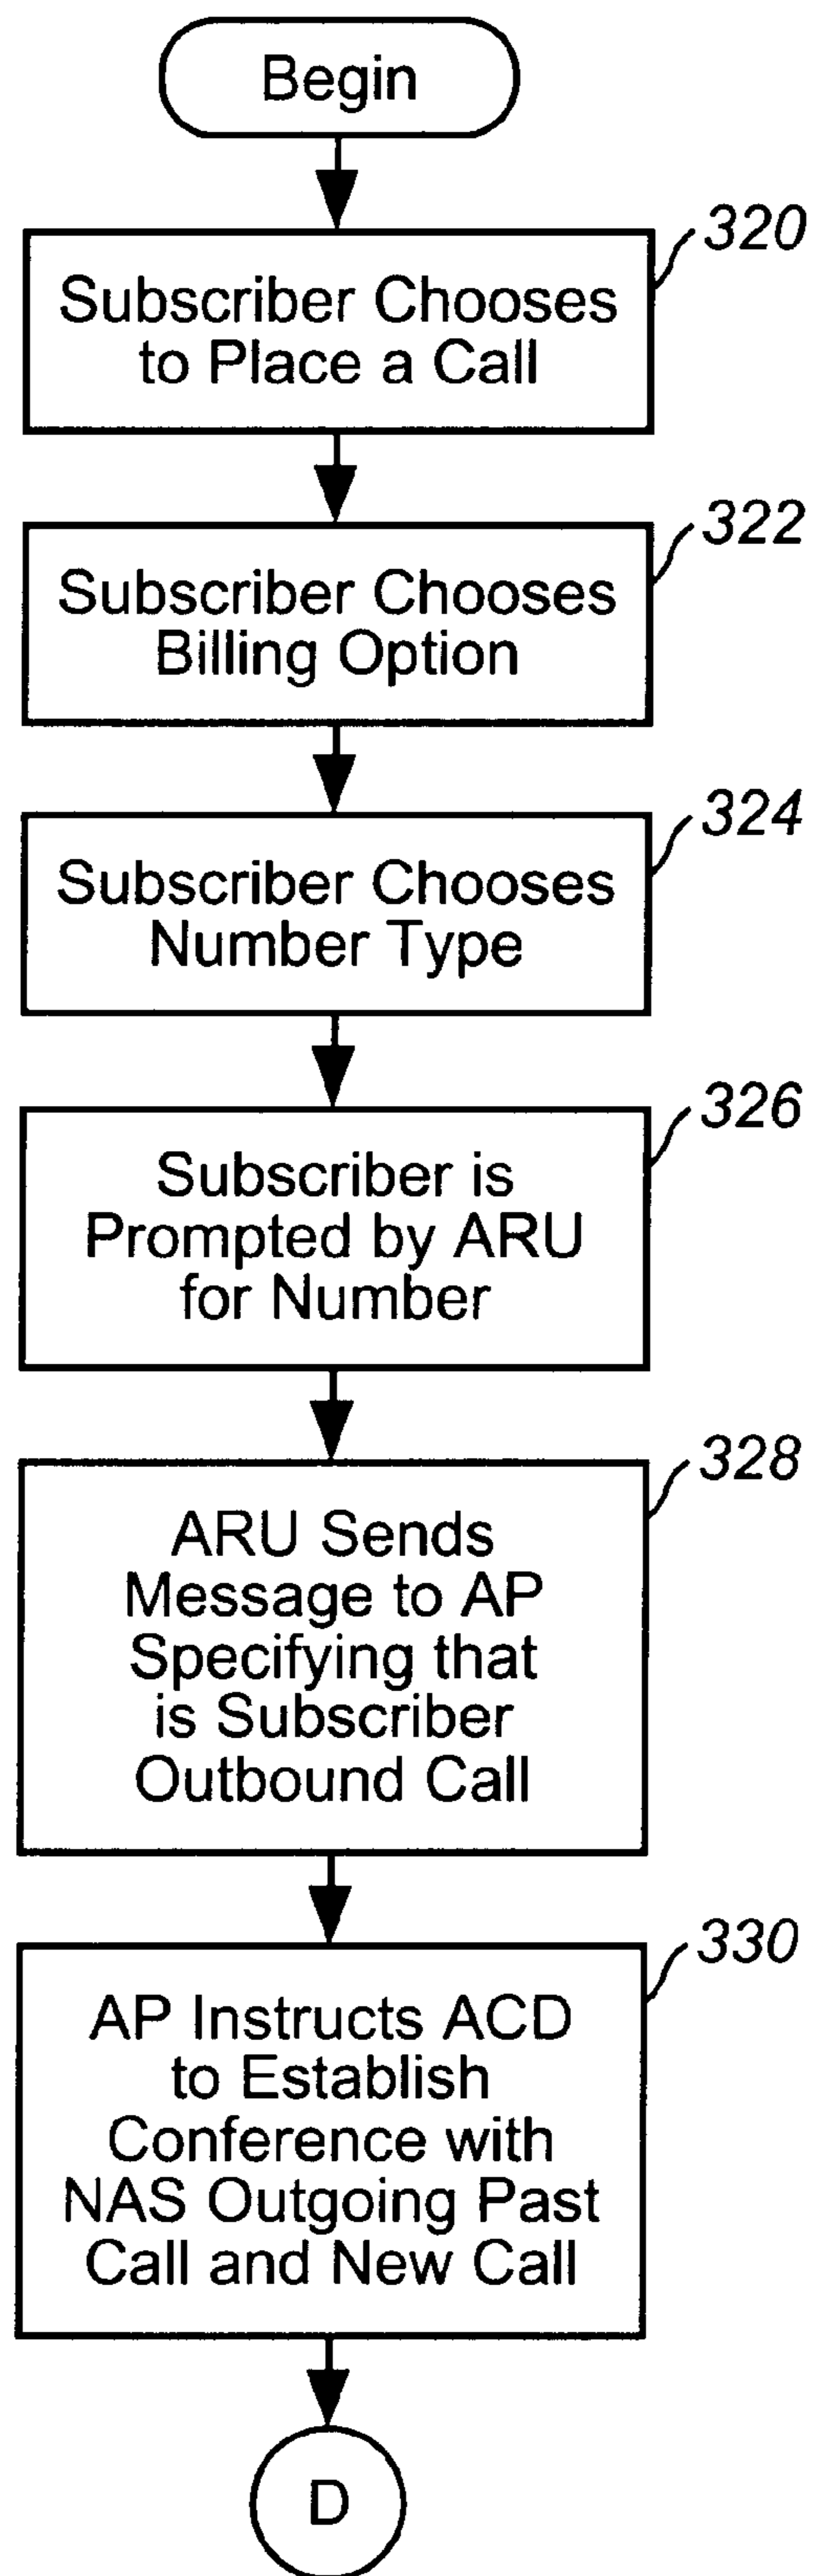 Begin
320
Subscriber Chooses
to Place a Call
322
Subscriber Chooses
Billing Option
324
Subscriber Chooses
Number Type
326
Subscriber is
Prompted by ARU
for Number
328
ARU Sends
Message to AP
Specifying that
is Subscriber
Outbound Call
330
AP Instructs ACD
to Establish
Conference with
NAS Outgoing Past
Call and New Call
D